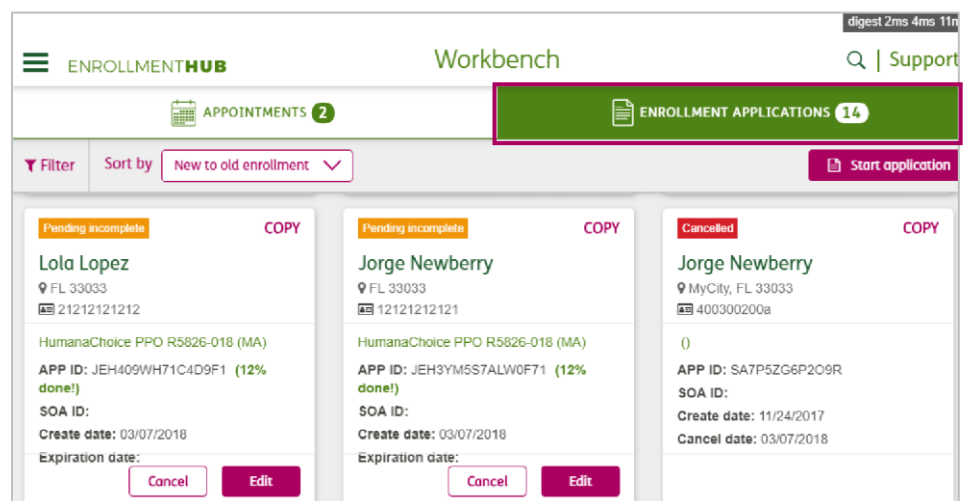 digest 2ms 4ms 11m
ENROLLMENTHUB
Workbench
Support
APPOINTMENTS 2
ENROLLMENT APPLICATIONS 14
Filter
Sort by
New to old enrollment
Start application
Pending incomplete
COPY
Lola Lopez
FL 33033
21212121212
HumanaChoice PPO R5826-018 (MA)
APP ID: JEH409WH71C4D9F1 (12%
done!)
SOA ID:
Create date: 03/07/2018
Expiration date:
Cancel
Edit
Pending incomplete
COPY
Jorge Newberry
FL 33033
12121212121
HumanaChoice PPO R5826-018 (MA)
APP ID: JEH3YM5S7ALW0F71 (12%
done!)
SOA ID:
Create date: 03/07/2018
Expiration date:
Cancel
Edit
Cancelled
COPY
Jorge Newberry
MyCity, FL 33033
400300200a
()
APP ID: SA7P5ZG6P2O9R
SOA ID:
Create date: 11/24/2017
Cancel date: 03/07/2018